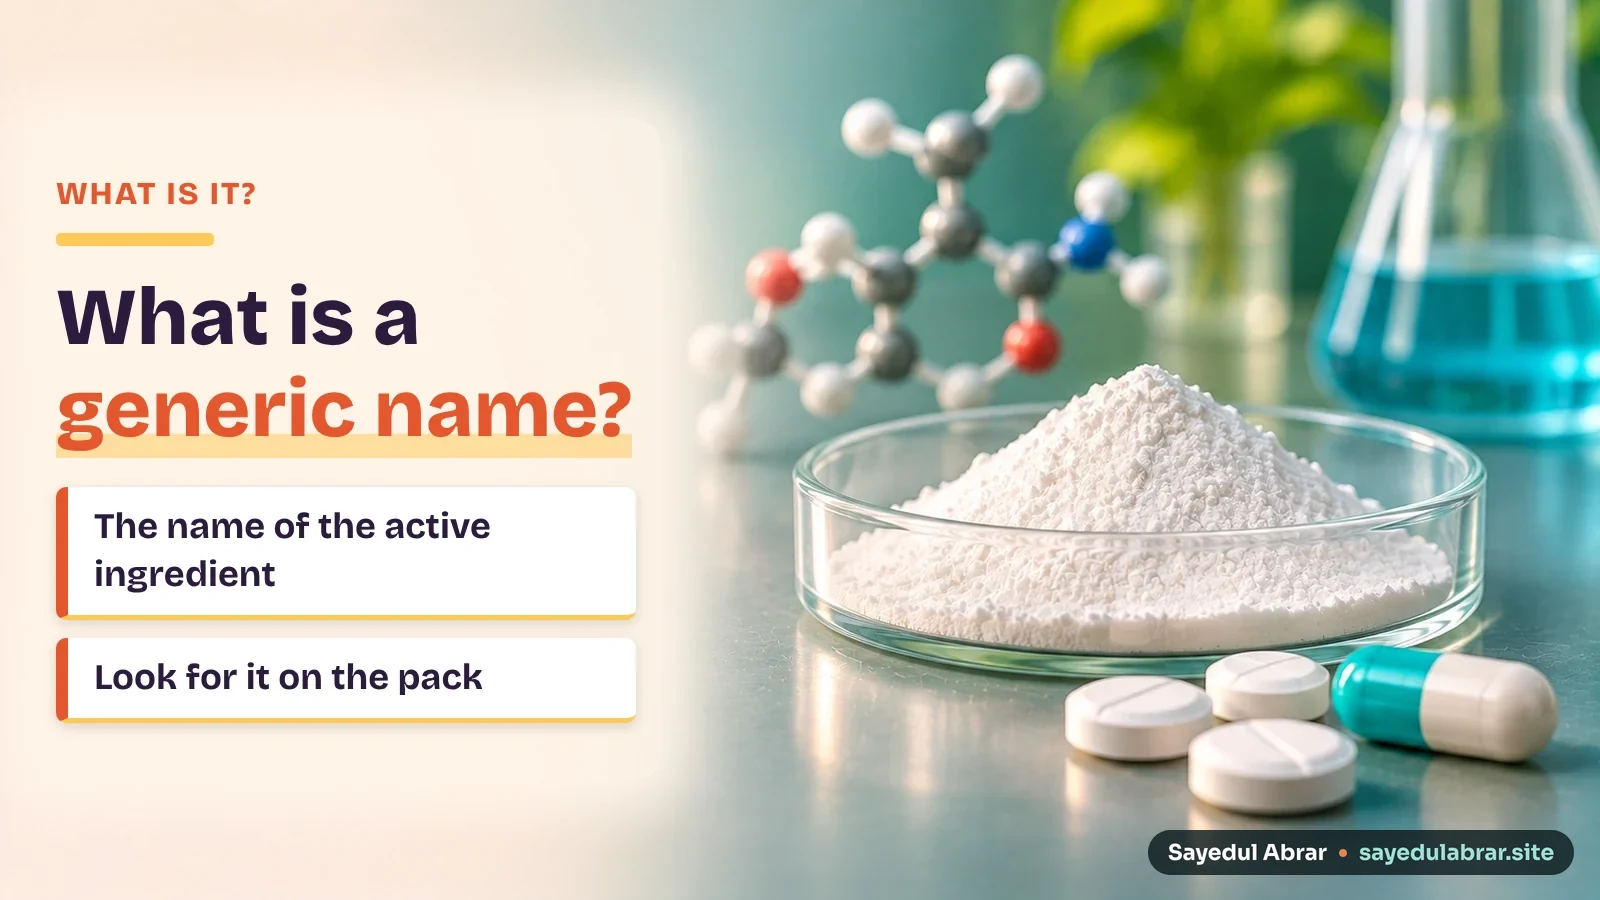 WHAT IS IT?
What is a
generic name?
The name of the active
ingredient
Look for it on the pack
Sayedul Abrar • sayedulabrar.site